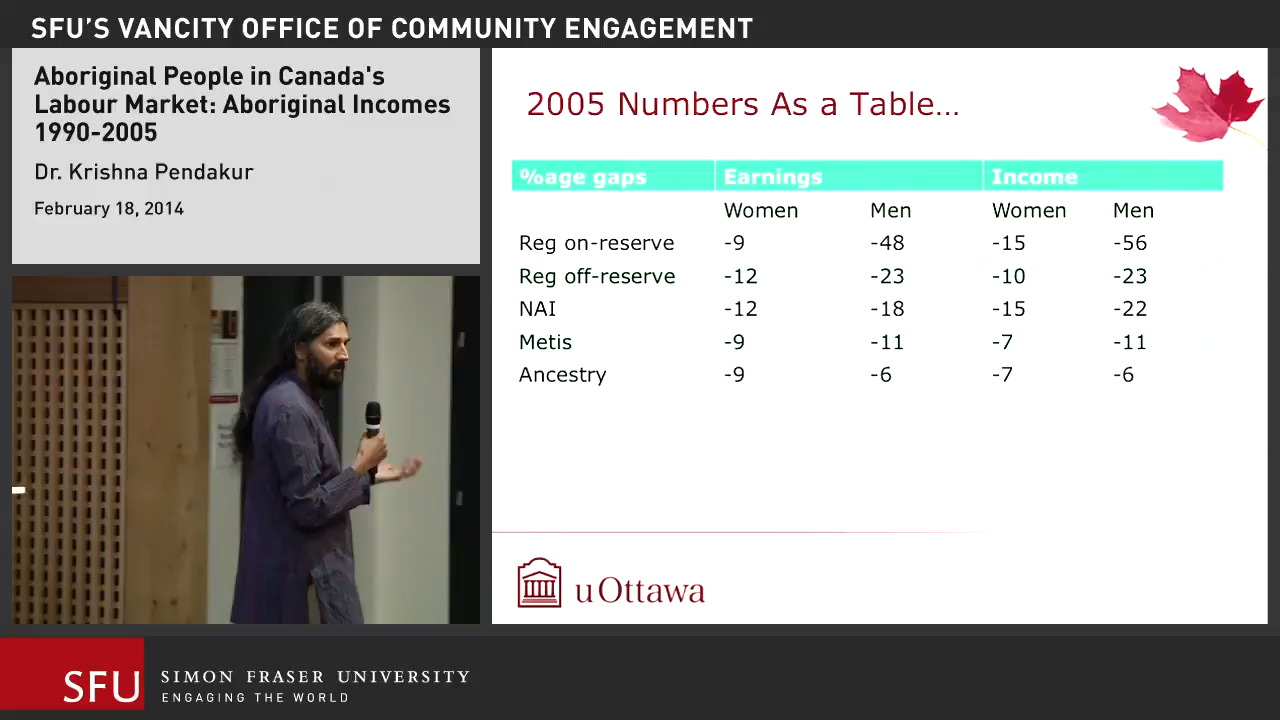 SFU'S VANCITY OFFICE OF COMMUNITY ENGAGEMENT
Aboriginal People in Canada's
Labour Market: Aboriginal Incomes
1990-2005
Dr. Krishna Pendakur
February 18, 2014
2005 Numbers As a Table...
%age gaps Earnings Income
Women Men Women Men
Reg on-reserve -9 -48 -15 -56
Reg off-reserve -12 -23 -10 -23
NAI -12 -18 -15 -22
Metis -9 -11 -7 -11
Ancestry -9 -6 -7 -6
uOttawa
SFU SIMON FRASER UNIVERSITY
ENGAGING THE WORLD